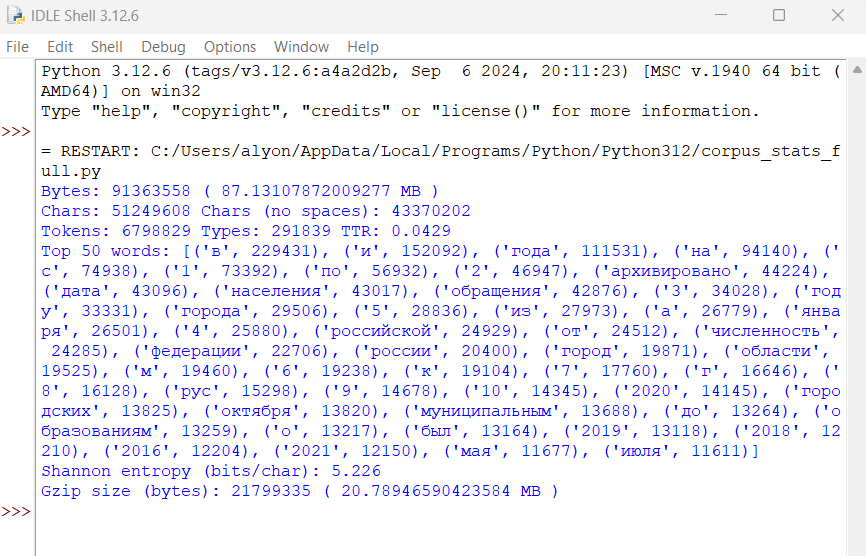 IDLE Shell 3.12.6
File Edit Shell Debug Options Window Help
Python 3.12.6 (tags/v3.12.6:a4a2d2b, Sep  6 2024, 20:11:23) [MSC v.1940 64 bit (
AMD64)] on win32
Type "help", "copyright", "credits" or "license()" for more information.
>>>
= RESTART: C:/Users/alyon/AppData/Local/Programs/Python/Python312/corpus_stats_f
ull.py
Bytes: 91363558 ( 87.13107872009277 MB )
Chars: 51249608 Chars (no spaces): 43370202
Tokens: 6798829 Types: 291839 TTR: 0.0429
Top 50 words: [('в', 229431), ('и', 152092), ('года', 111531), ('на', 94140), ('
с', 74938), ('1', 73392), ('по', 56932), ('2', 46947), ('архивировано', 44224),
('дата', 43096), ('населения', 43017), ('обращения', 42876), ('3', 34028), ('год
у', 33331), ('города', 29506), ('5', 28836), ('из', 27973), ('а', 26779), ('янва
ря', 26501), ('4', 25880), ('российской', 24929), ('от', 24512), ('численность',
 24285), ('федерации', 22706), ('россии', 20400), ('город', 19871), ('области',
19525), ('м', 19460), ('6', 19238), ('к', 19104), ('7', 17760), ('г', 16646), ('
8', 16128), ('рус', 15298), ('9', 14678), ('10', 14345), ('2020', 14145), ('горо
дских', 13825), ('октября', 13820), ('муниципальным', 13688), ('до', 13264), ('о
бразованиям', 13259), ('о', 13217), ('был', 13164), ('2019', 13118), ('2018', 12
210), ('2016', 12204), ('2021', 12150), ('мая', 11677), ('июля', 11611)]
Shannon entropy (bits/char): 5.226
Gzip size (bytes): 21799335 ( 20.78946590423584 MB )
>>>